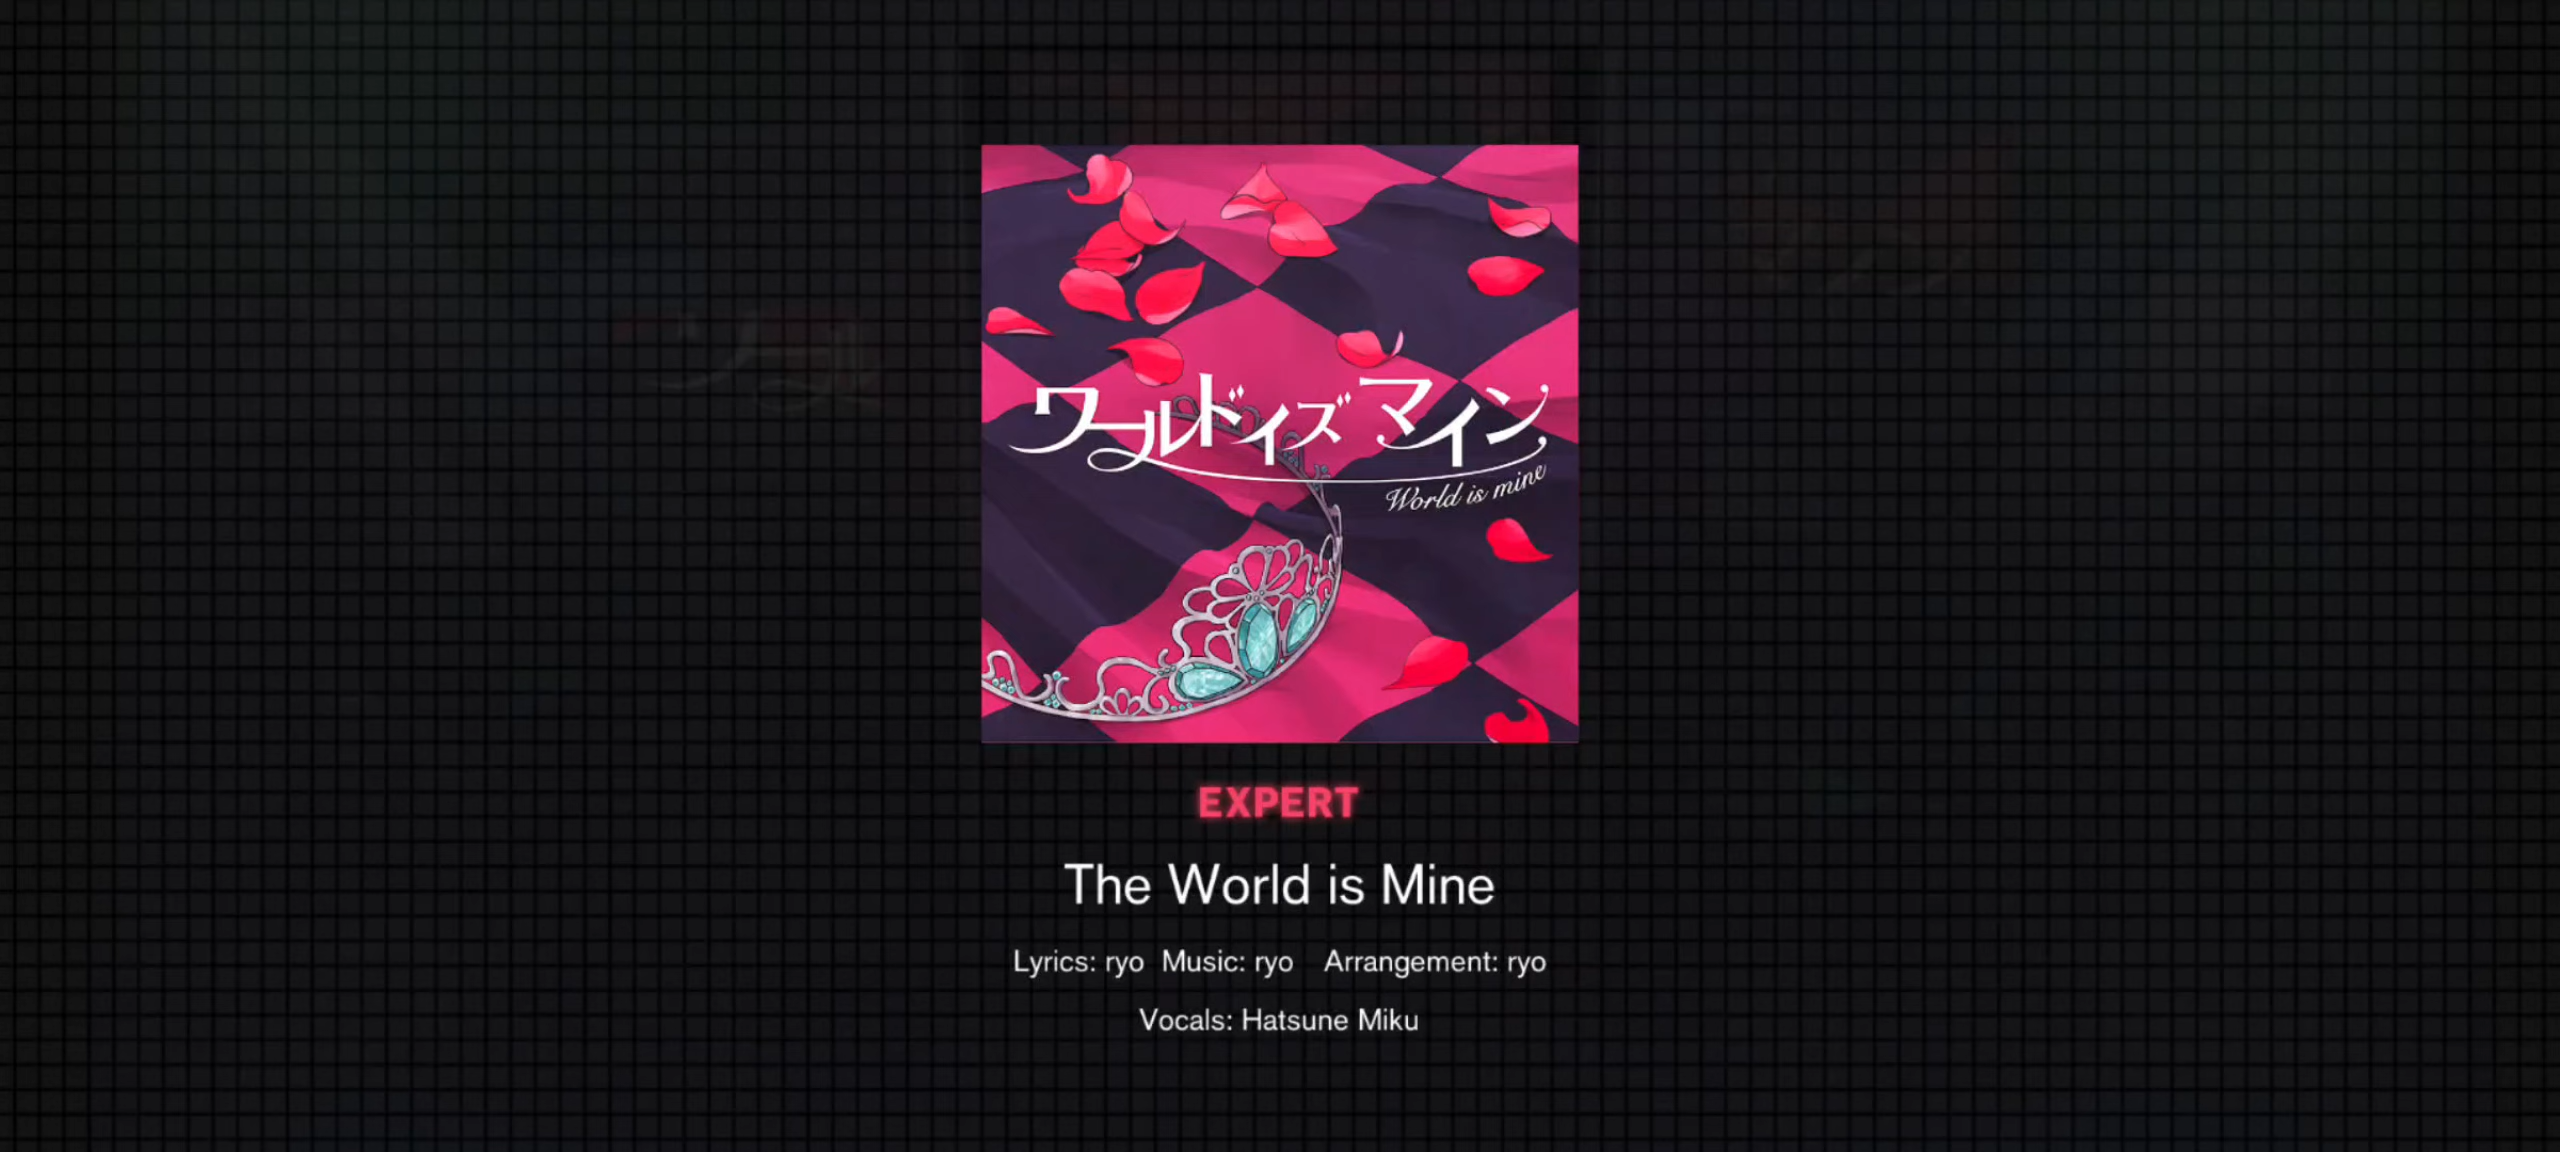 ワールドイズマイン
World is mine
EXPERT
The World is Mine
Lyrics: ryo Music: ryo Arrangement: ryo
Vocals: Hatsune Miku